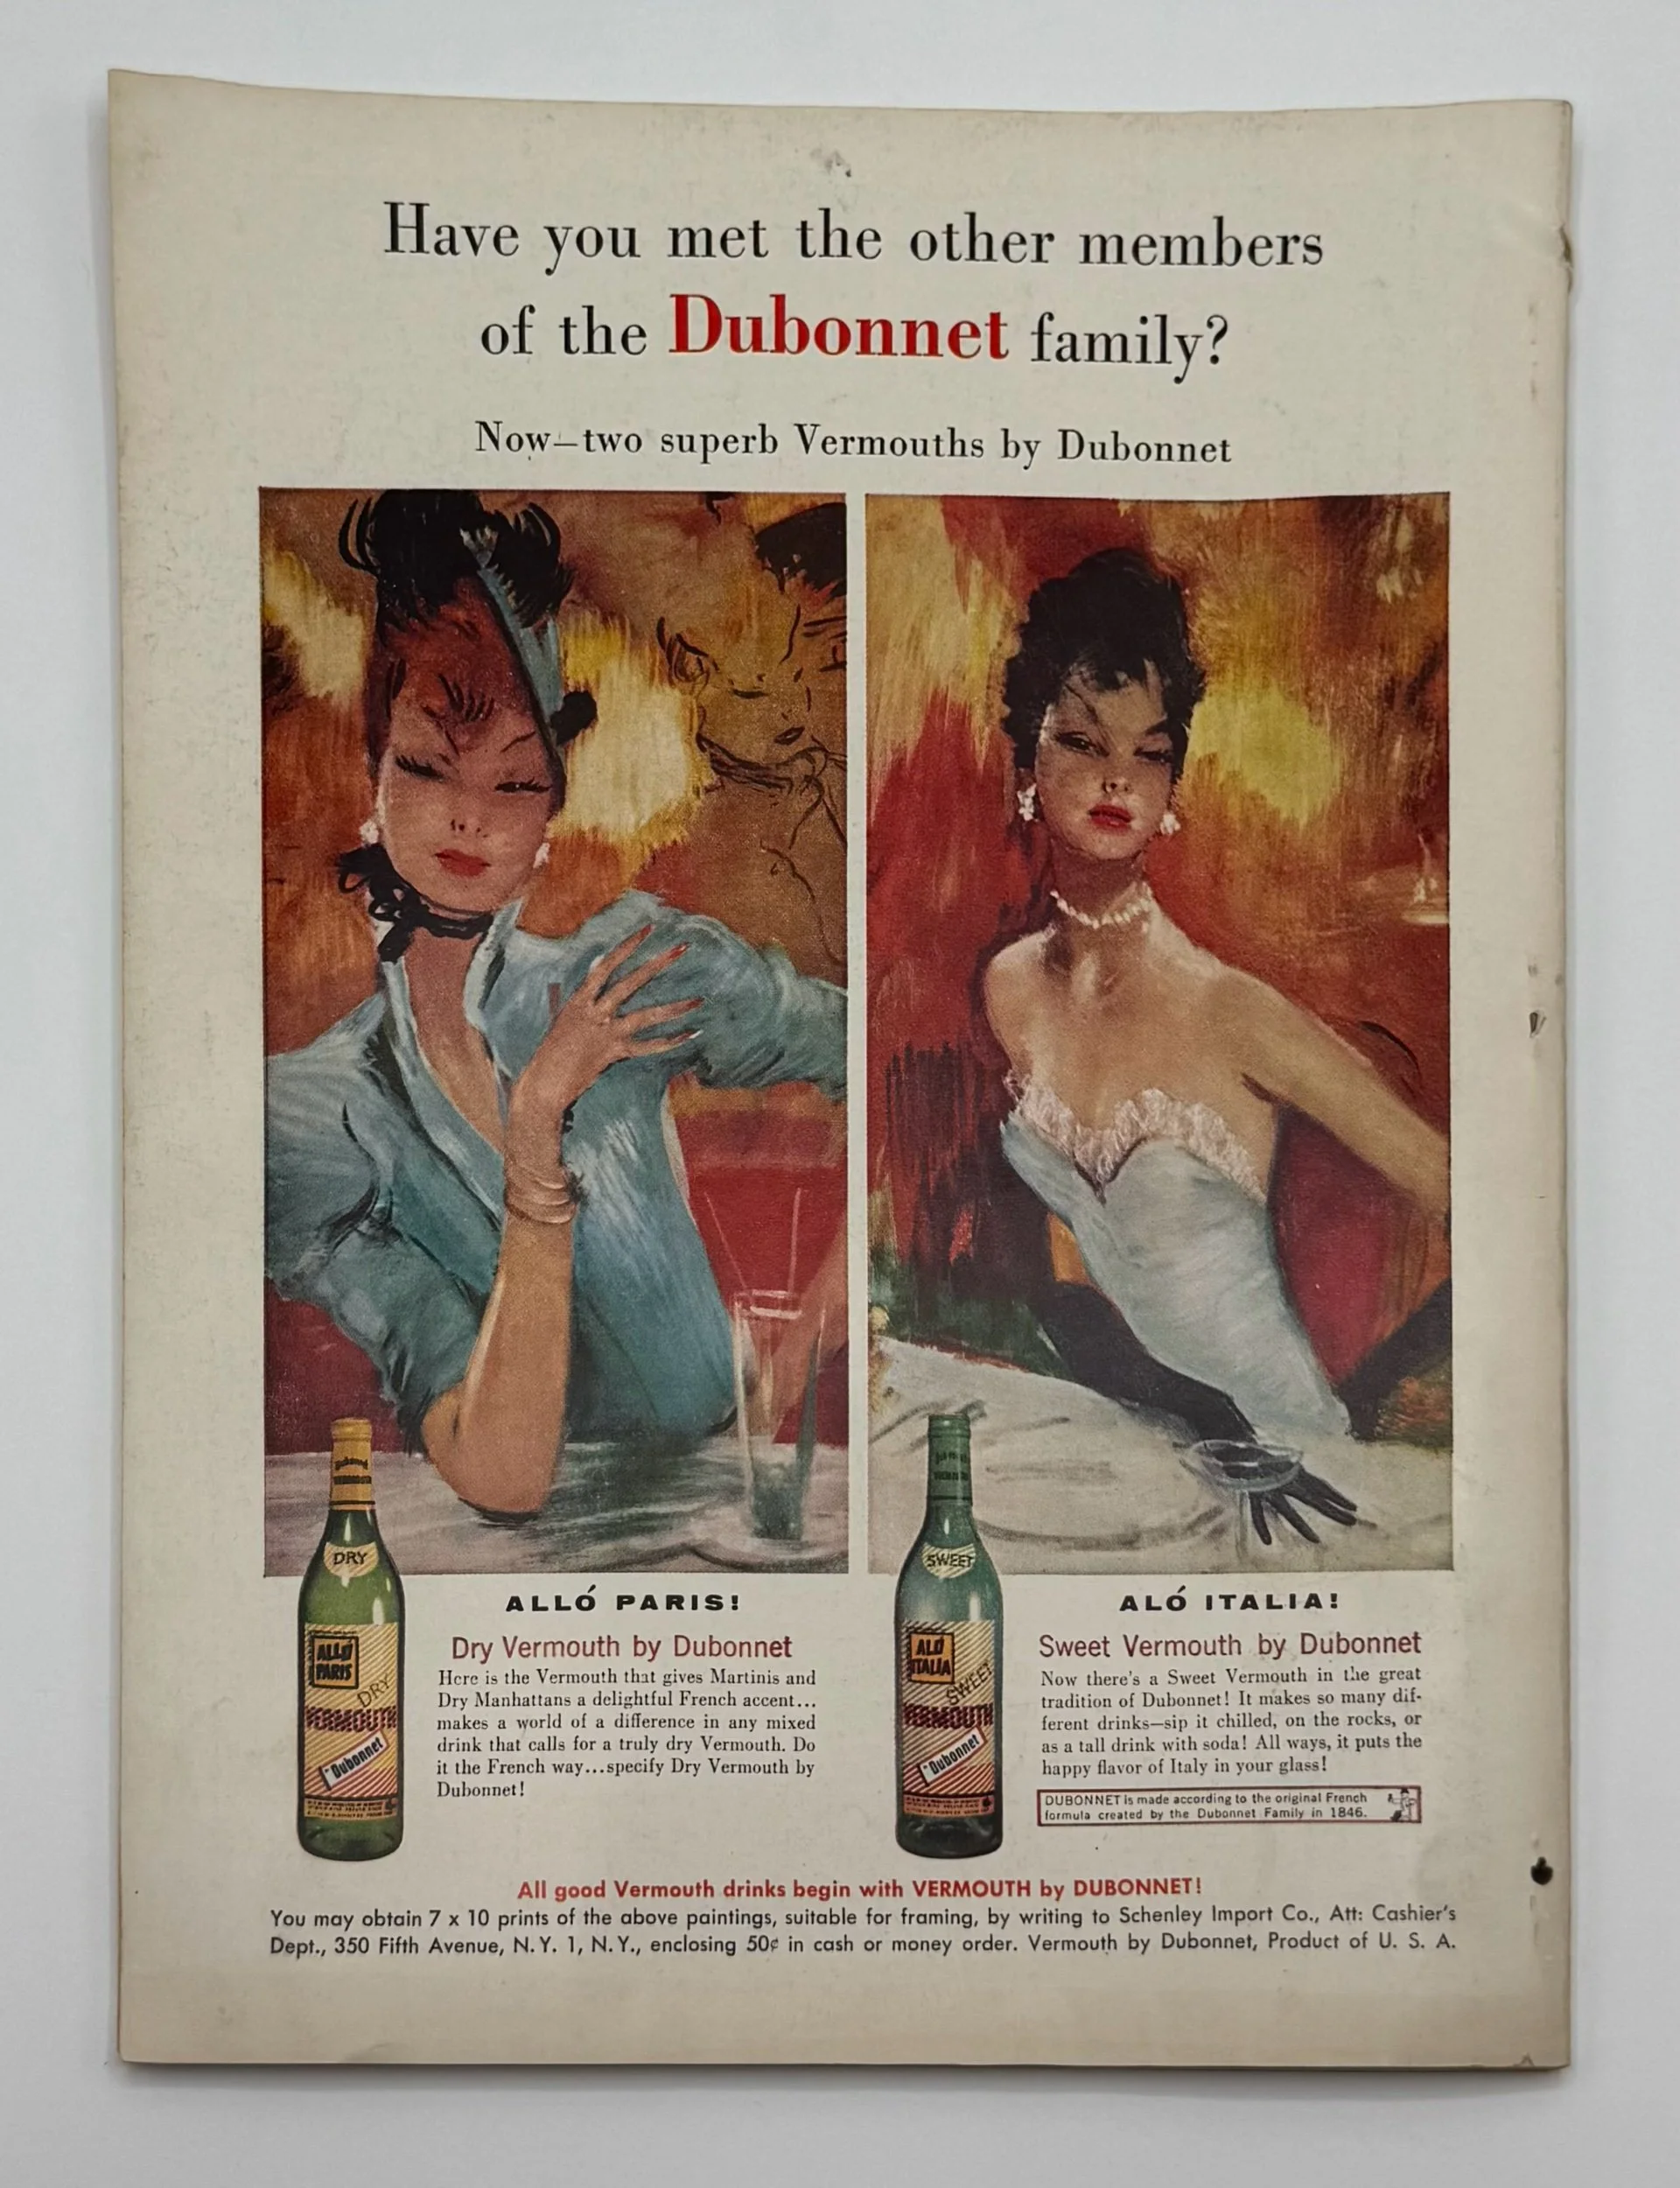 Have you met the other members
of the Dubonnet family?
Now—two superb Vermouths by Dubonnet
DRY
ALLÓ
PARIS
DRY
VERMOUTH
Dubonnet
ALLÓ PARIS!
Dry Vermouth by Dubonnet
Here is the Vermouth that gives Martinis and
Dry Manhattans a delightful French accent...
makes a world of a difference in any mixed
drink that calls for a truly dry Vermouth. Do
it the French way...specify Dry Vermouth by
Dubonnet!
SWEET
ALÓ
ITALIA
SWEET
VERMOUTH
Dubonnet
ALÓ ITALIA!
Sweet Vermouth by Dubonnet
Now there's a Sweet Vermouth in the great
tradition of Dubonnet! It makes so many dif-
ferent drinks—sip it chilled, on the rocks, or
as a tall drink with soda! All ways, it puts the
happy flavor of Italy in your glass!
DUBONNET is made according to the original French
formula created by the Dubonnet Family in 1846.
All good Vermouth drinks begin with VERMOUTH by DUBONNET!
You may obtain 7 x 10 prints of the above paintings, suitable for framing, by writing to Schenley Import Co., Att: Cashier's
Dept., 350 Fifth Avenue, N.Y. 1, N.Y., enclosing 50¢ in cash or money order. Vermouth by Dubonnet, Product of U. S. A.